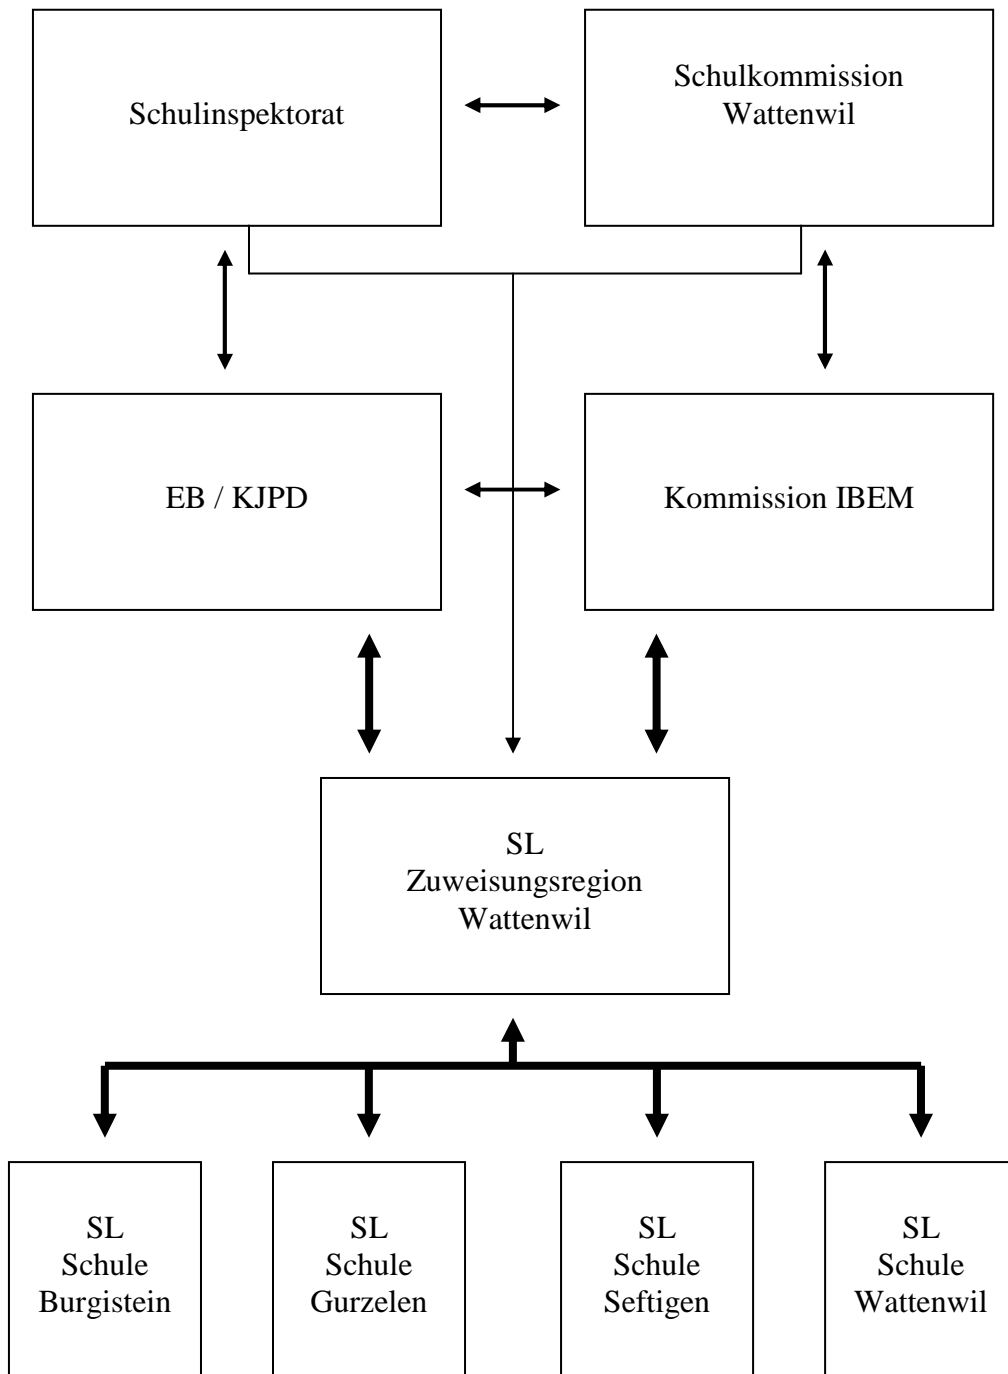 Schulinspektorat
Schulkommission
Wattenwil
EB / KJPD
Kommission IBEM
SL
Zuweisungsregion
Wattenwil
SL
Schule
Burgistein
SL
Schule
Gurzelen
SL
Schule
Seftigen
SL
Schule
Wattenwil